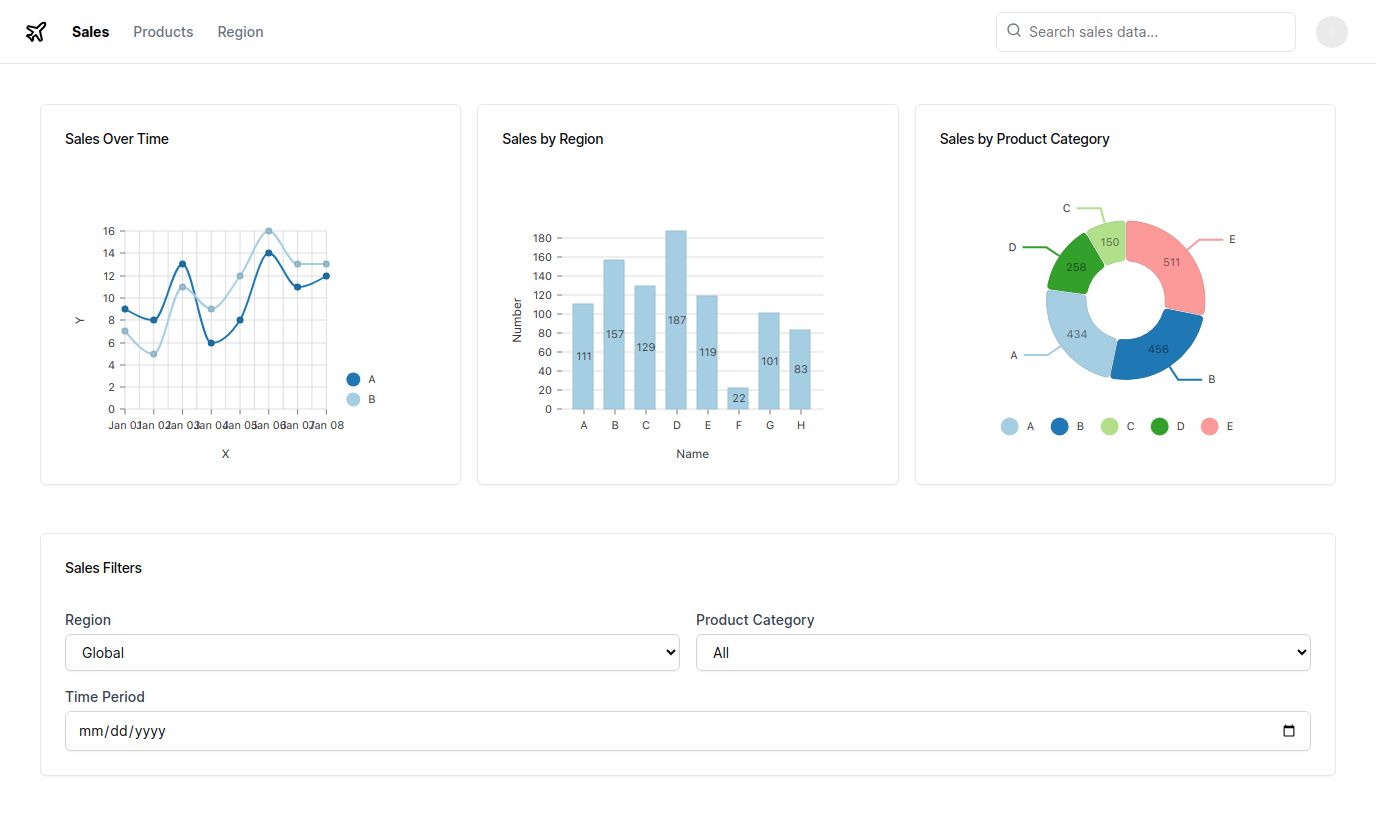 Sales Products Region Search sales data...
Sales Over Time
16
14
12
10
8
6
4
2
0
Y
Jan 01 Jan 02 Jan 03 Jan 04 Jan 05 Jan 06 Jan 07 Jan 08
X
A
B
Sales by Region
180
160
140
120
100
80
60
40
20
0
Number
111 157 129 187 119 22 101 83
A B C D E F G H
Name
Sales by Product Category
C
D
E
A
B
150
511
258
434
456
A B C D E
Sales Filters
Region
Global
Product Category
All
Time Period
mm/dd/yyyy